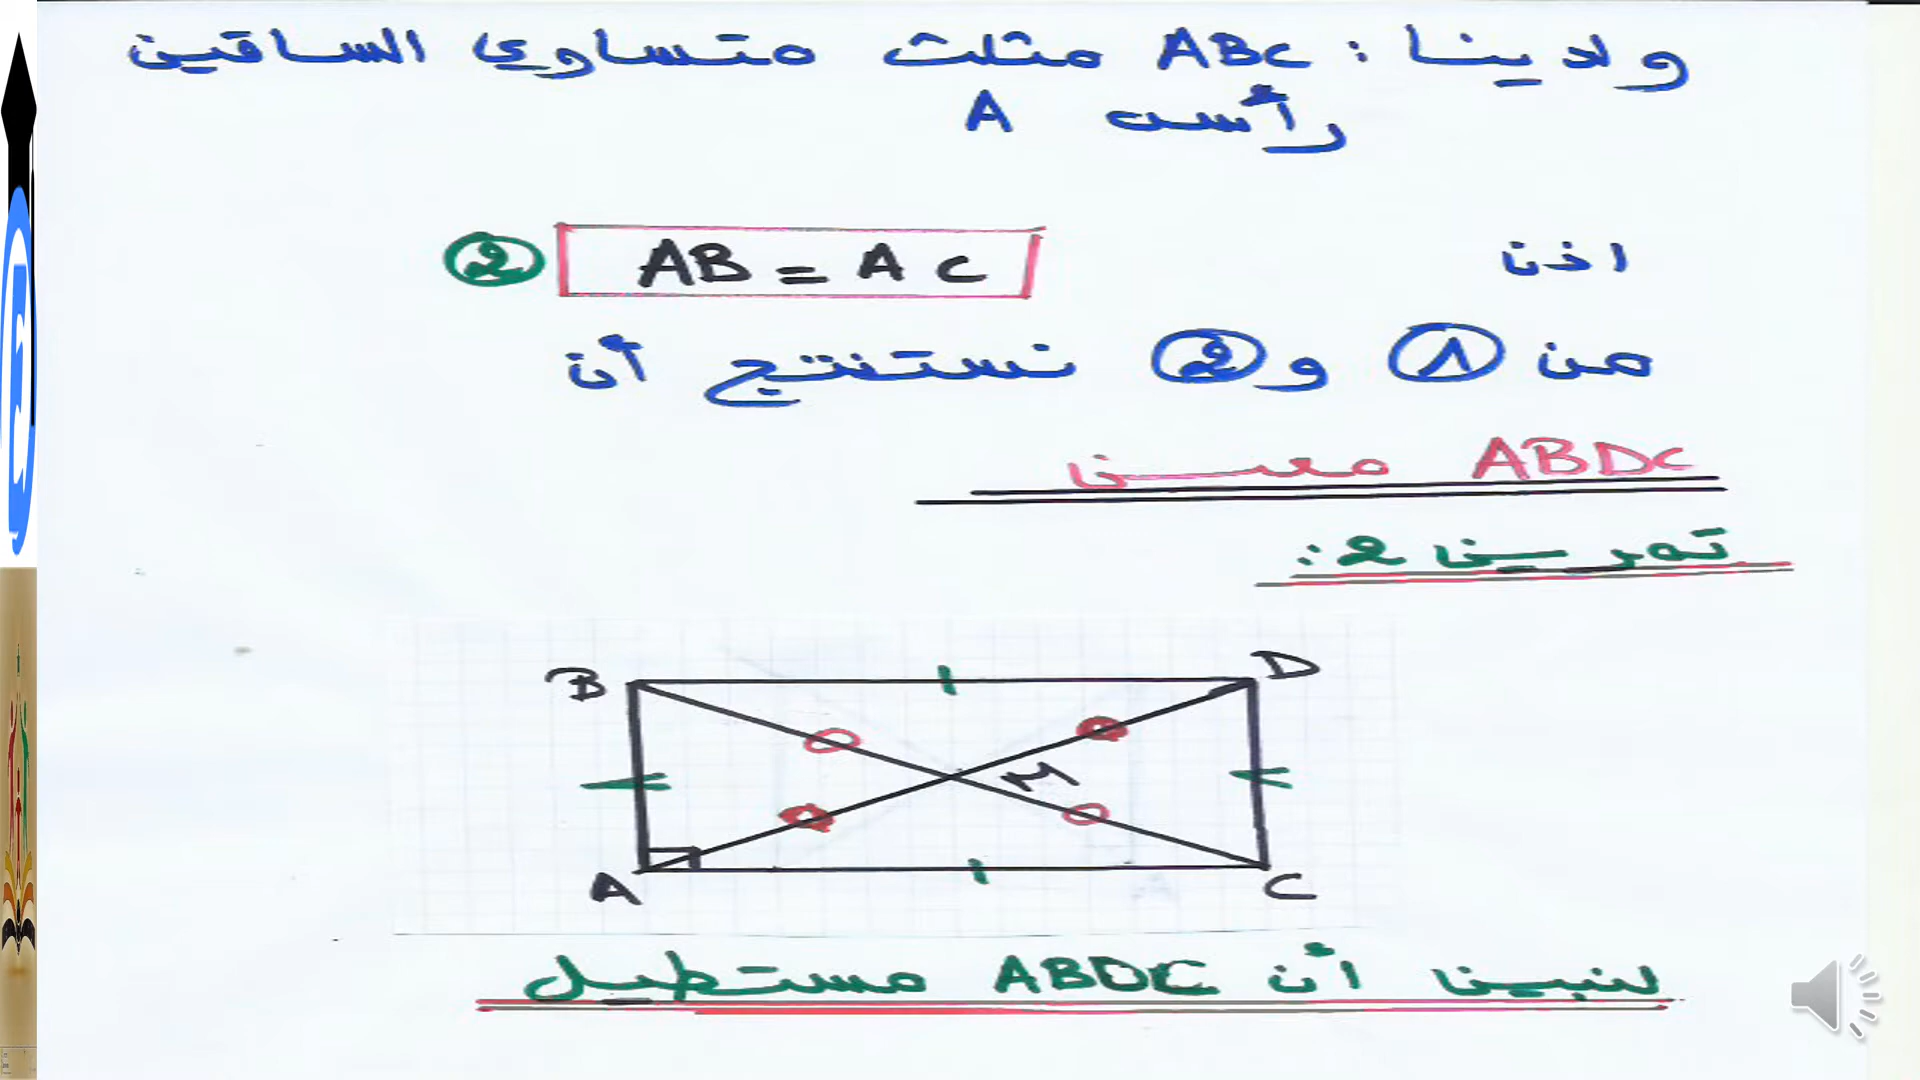 ولدينا: ABC مثلث متساوي الساقين
رأسه A
اذن AB = AC ②
من ① و ② نستنتج أن
ABDC معين
تمرين 2:
B
D
M
A
C
لنبين أن ABDC مستطيل